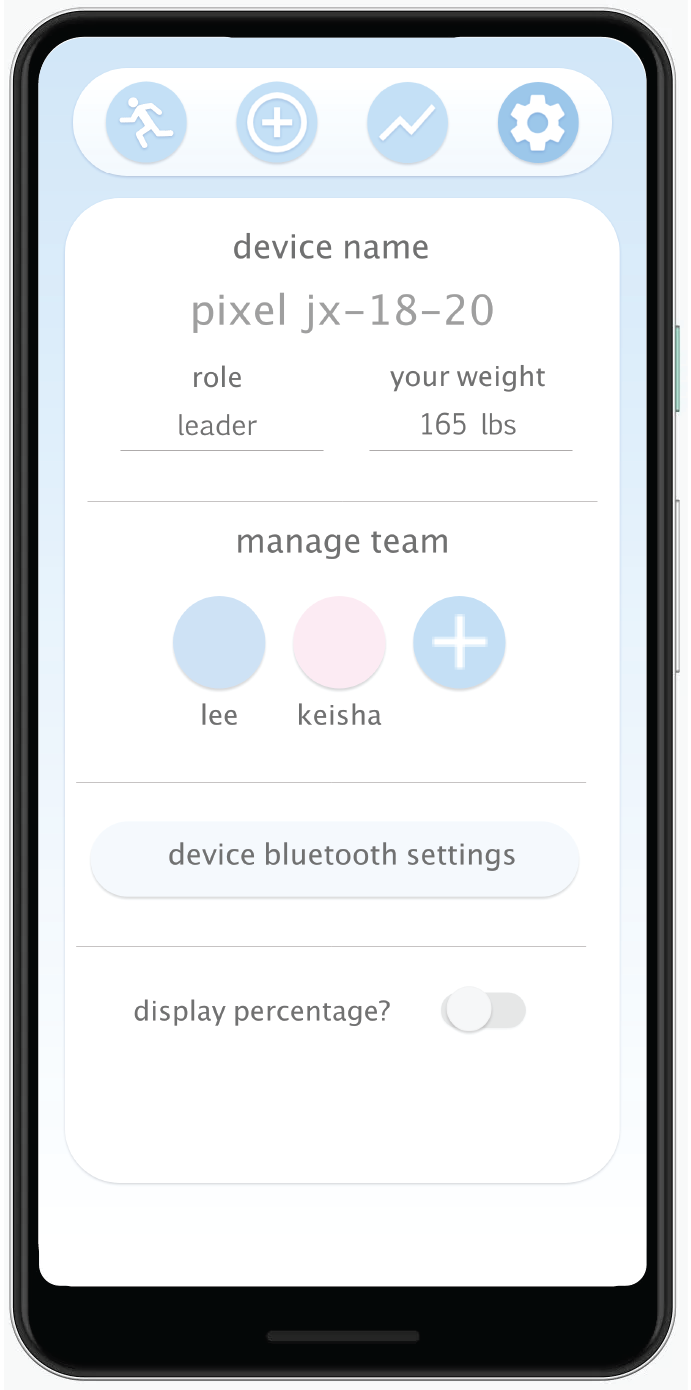 device name
pixel jx-18-20
role
your weight
leader
165 lbs
manage team
lee
keisha
device bluetooth settings
display percentage?